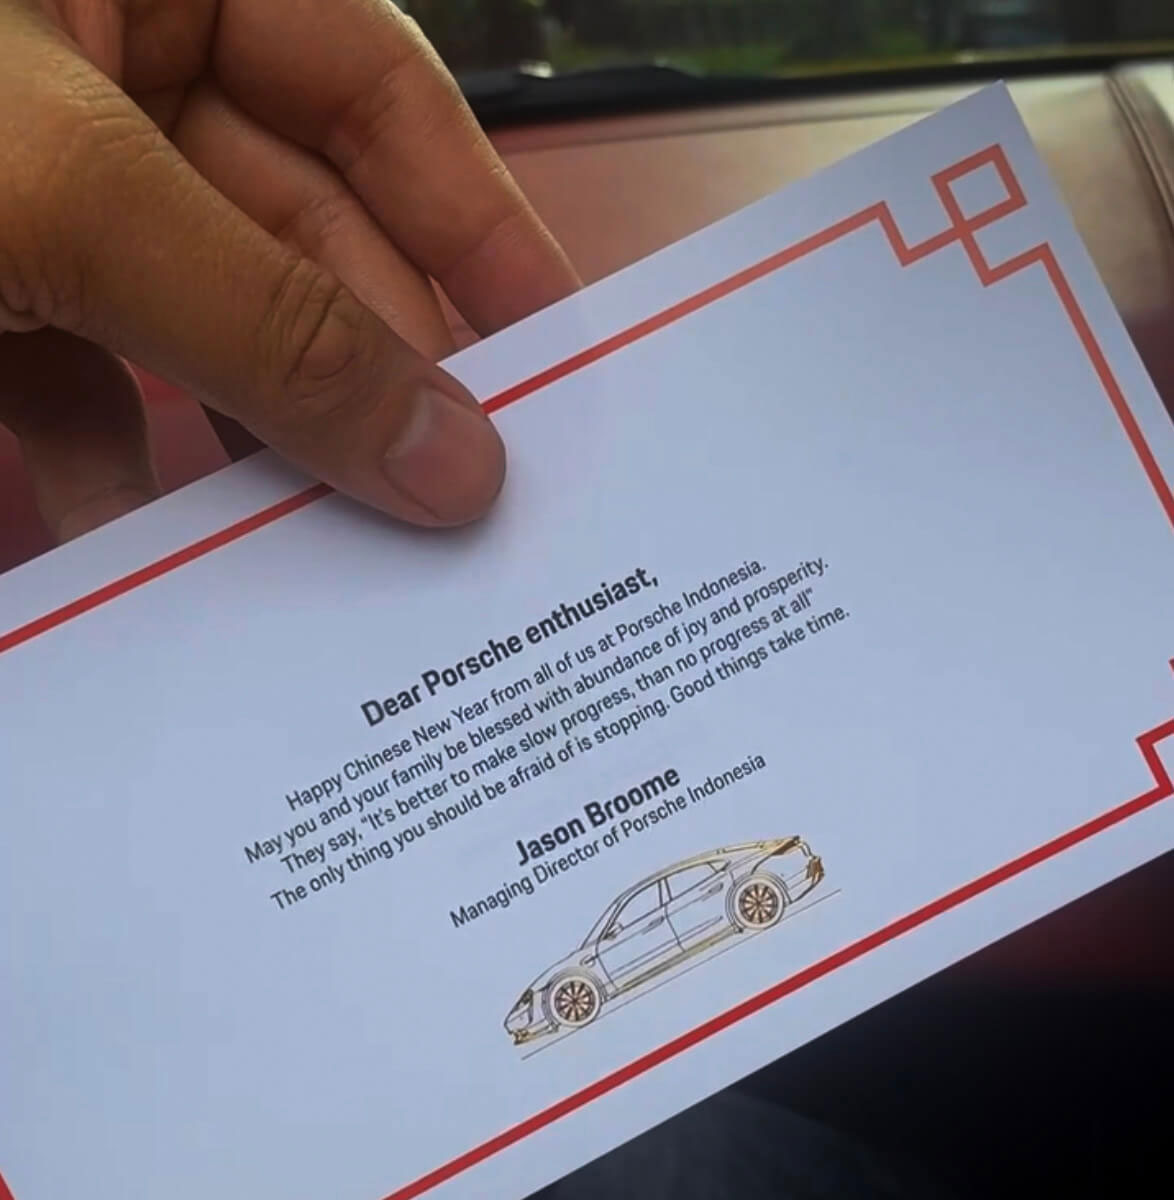 Dear Porsche enthusiast,
Happy Chinese New Year from all of us at Porsche Indonesia.
May you and your family be blessed with abundance of joy and prosperity.
They say, "It's better to make slow progress, than no progress at all"
The only thing you should be afraid of is stopping. Good things take time.
Jason Broome
Managing Director of Porsche Indonesia